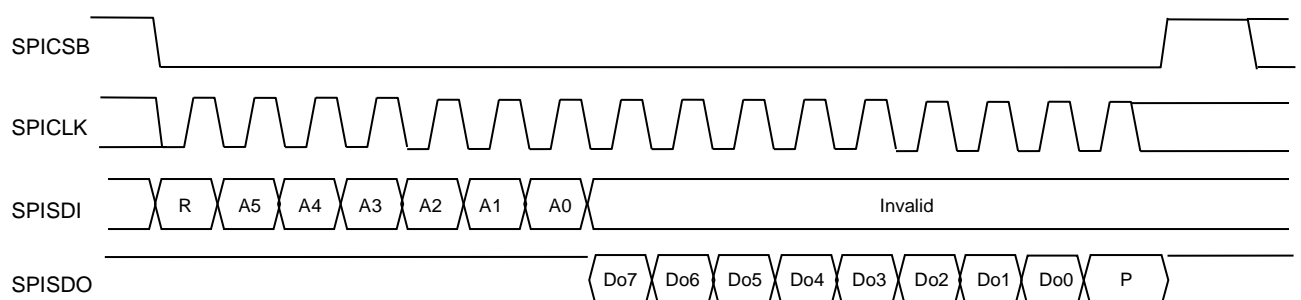 SPICSB
SPICLK
SPISDI R A5 A4 A3 A2 A1 A0 Invalid
SPISDO Do7 Do6 Do5 Do4 Do3 Do2 Do1 Do0 P